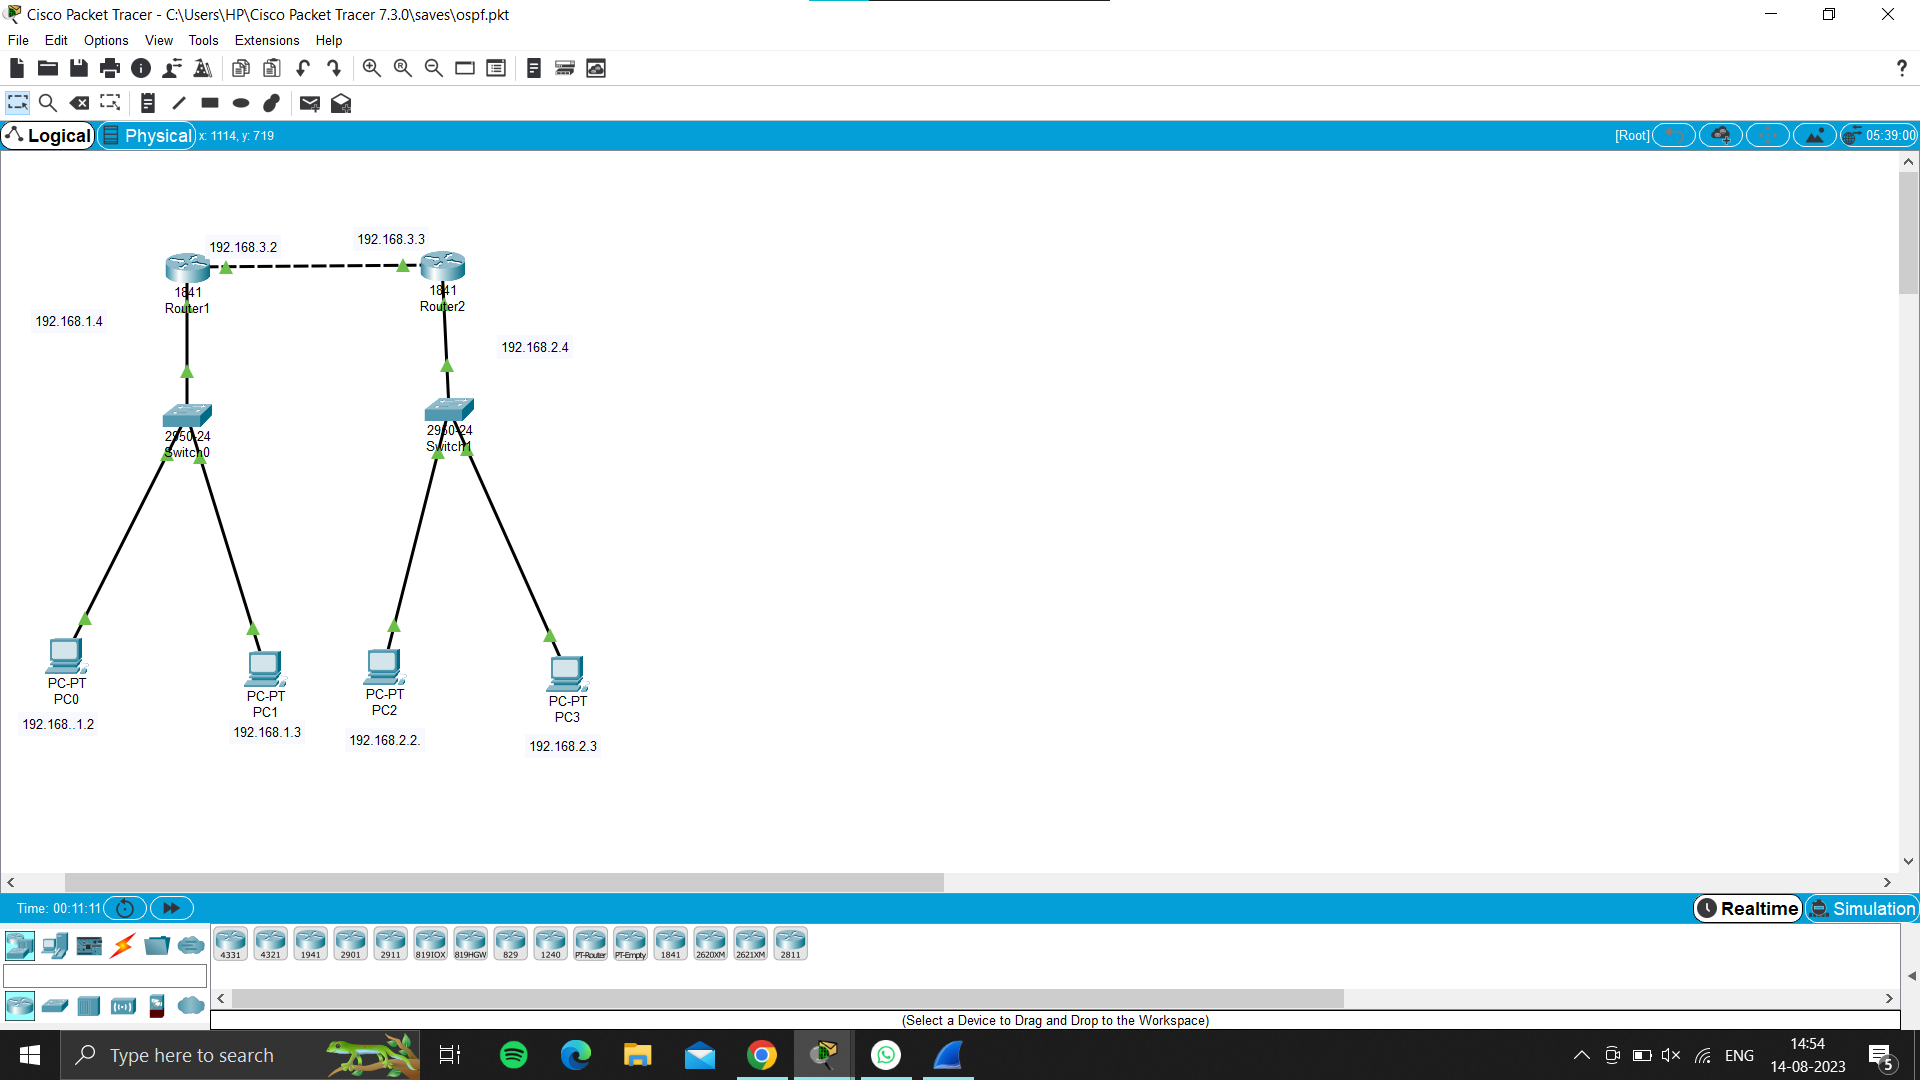 Cisco Packet Tracer - C:\Users\HP\Cisco Packet Tracer 7.3.0\saves\ospf.pkt
File Edit Options View Tools Extensions Help
?
Logical Physical x: 1114, y: 719 [Root] 05:39:00
192.168.3.2
192.168.3.3
1841
Router1
1841
Router2
192.168.1.4
192.168.2.4
2950-24
Switch0
2950-24
Switch1
PC-PT
PC0
192.168..1.2
PC-PT
PC1
192.168.1.3
PC-PT
PC2
192.168.2.2.
PC-PT
PC3
192.168.2.3
Time: 00:11:11 Realtime Simulation
4331 4321 1941 2901 2911 819IOX 819HGW 829 1240 PT-Router PT-Empty 1841 2620XM 2621XM 2811
(Select a Device to Drag and Drop to the Workspace)
Type here to search
ENG
14:54
14-08-2023
5